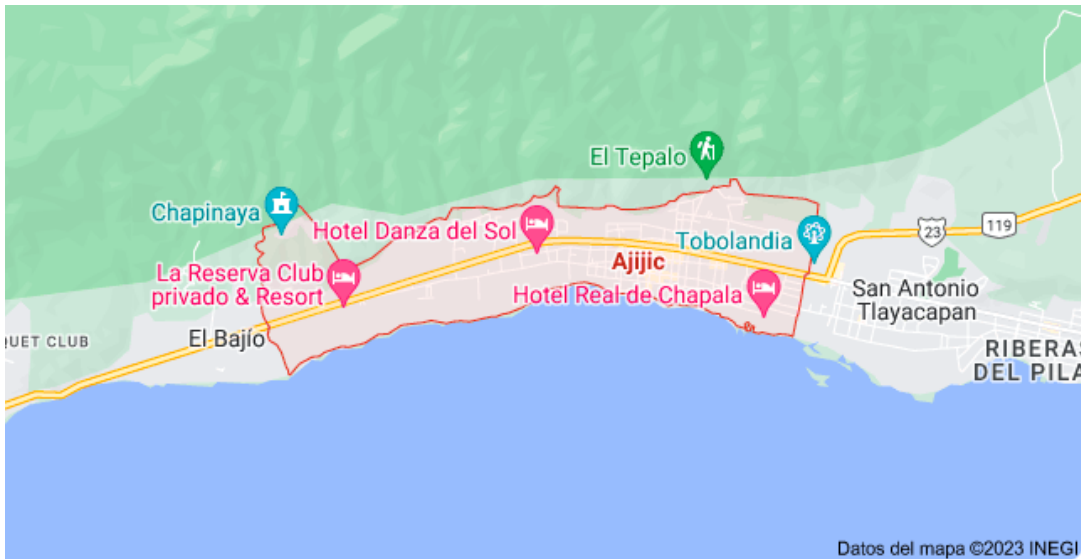 El Tepalo
Chapinaya
Hotel Danza del Sol
Tobolandia
23
119
Ajijic
La Reserva Club
privado & Resort
Hotel Real de Chapala
San Antonio
Tlayacapan
El Bajío
QUET CLUB
RIBERAS
DEL PILA
Datos del mapa ©2023 INEGI